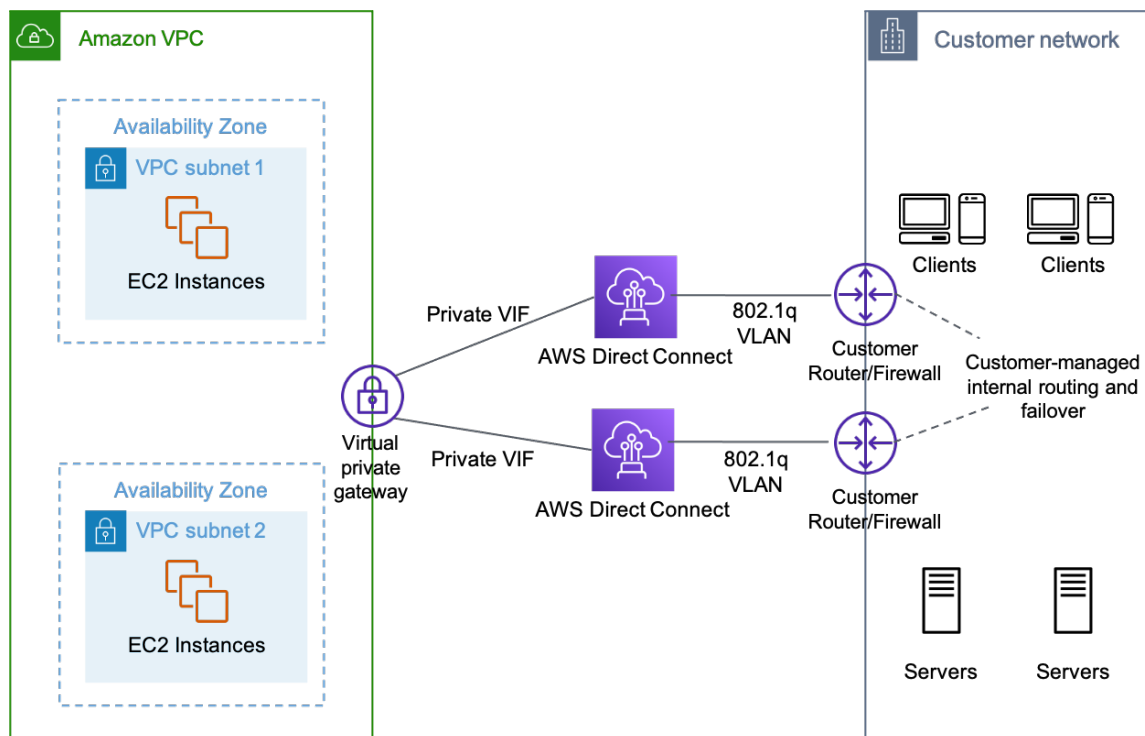 Amazon VPC
Customer network
Availability Zone
VPC subnet 1
EC2 Instances
Availability Zone
VPC subnet 2
EC2 Instances
Virtual
private
gateway
Private VIF
Private VIF
AWS Direct Connect
AWS Direct Connect
802.1q
VLAN
802.1q
VLAN
Clients
Clients
Customer
Router/Firewall
Customer-managed
internal routing and
failover
Customer
Router/Firewall
Servers
Servers